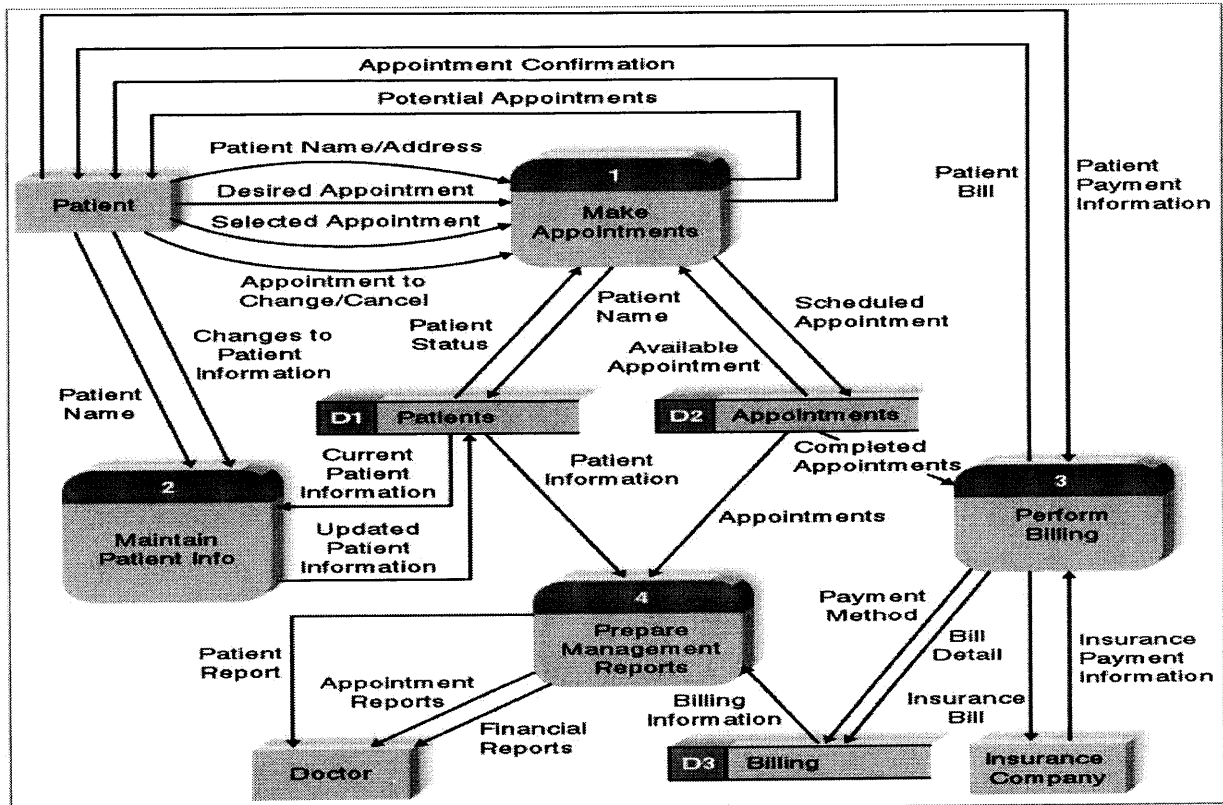 Appointment Confirmation
Potential Appointments
Patient Name/Address
Desired Appointment
Selected Appointment
Appointment to
Change/Cancel
Patient
1
Make
Appointments
Patient
Bill
Patient
Payment
Information
Changes to
Patient
Information
Patient
Name
Patient
Status
Patient
Name
Available
Appointment
Scheduled
Appointment
D1 Patients
D2 Appointments
Current
Patient
Information
Updated
Patient
Information
Patient
Information
Completed
Appointments
Appointments
2
Maintain
Patient Info
3
Perform
Billing
4
Prepare
Management
Reports
Payment
Method
Bill
Detail
Insurance
Bill
Insurance
Payment
Information
Patient
Report
Appointment
Reports
Financial
Reports
Billing
Information
Doctor
D3 Billing
Insurance
Company